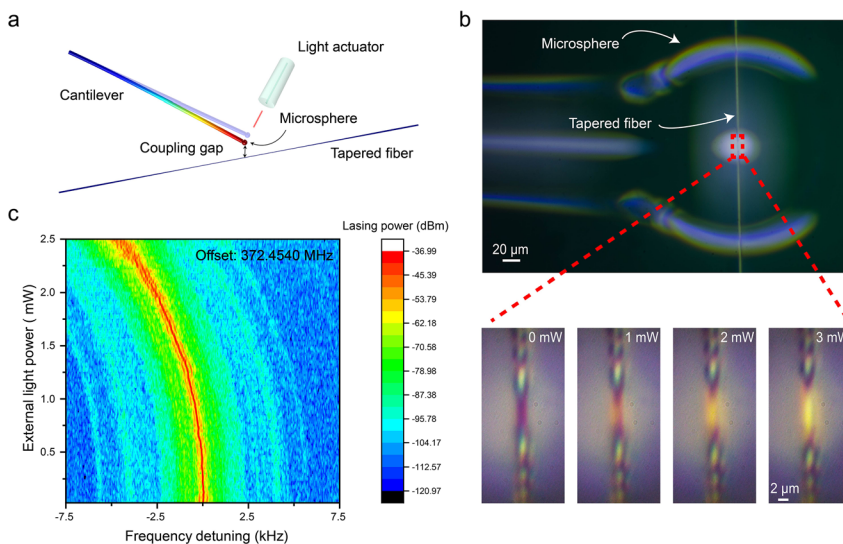 a
Light actuator
Cantilever
Microsphere
Coupling gap
Tapered fiber
b
Microsphere
Tapered fiber
20 µm
0 mW
1 mW
2 mW
3 mW
2 µm
c
Lasing power (dBm)
Offset: 372.4540 MHz
External light power ( mW)
2.5
2.0
1.5
1.0
0.5
-7.5
-2.5
2.5
7.5
Frequency detuning (kHz)
-36.99
-45.39
-53.79
-62.18
-70.58
-78.98
-87.38
-95.78
-104.17
-112.57
-120.97